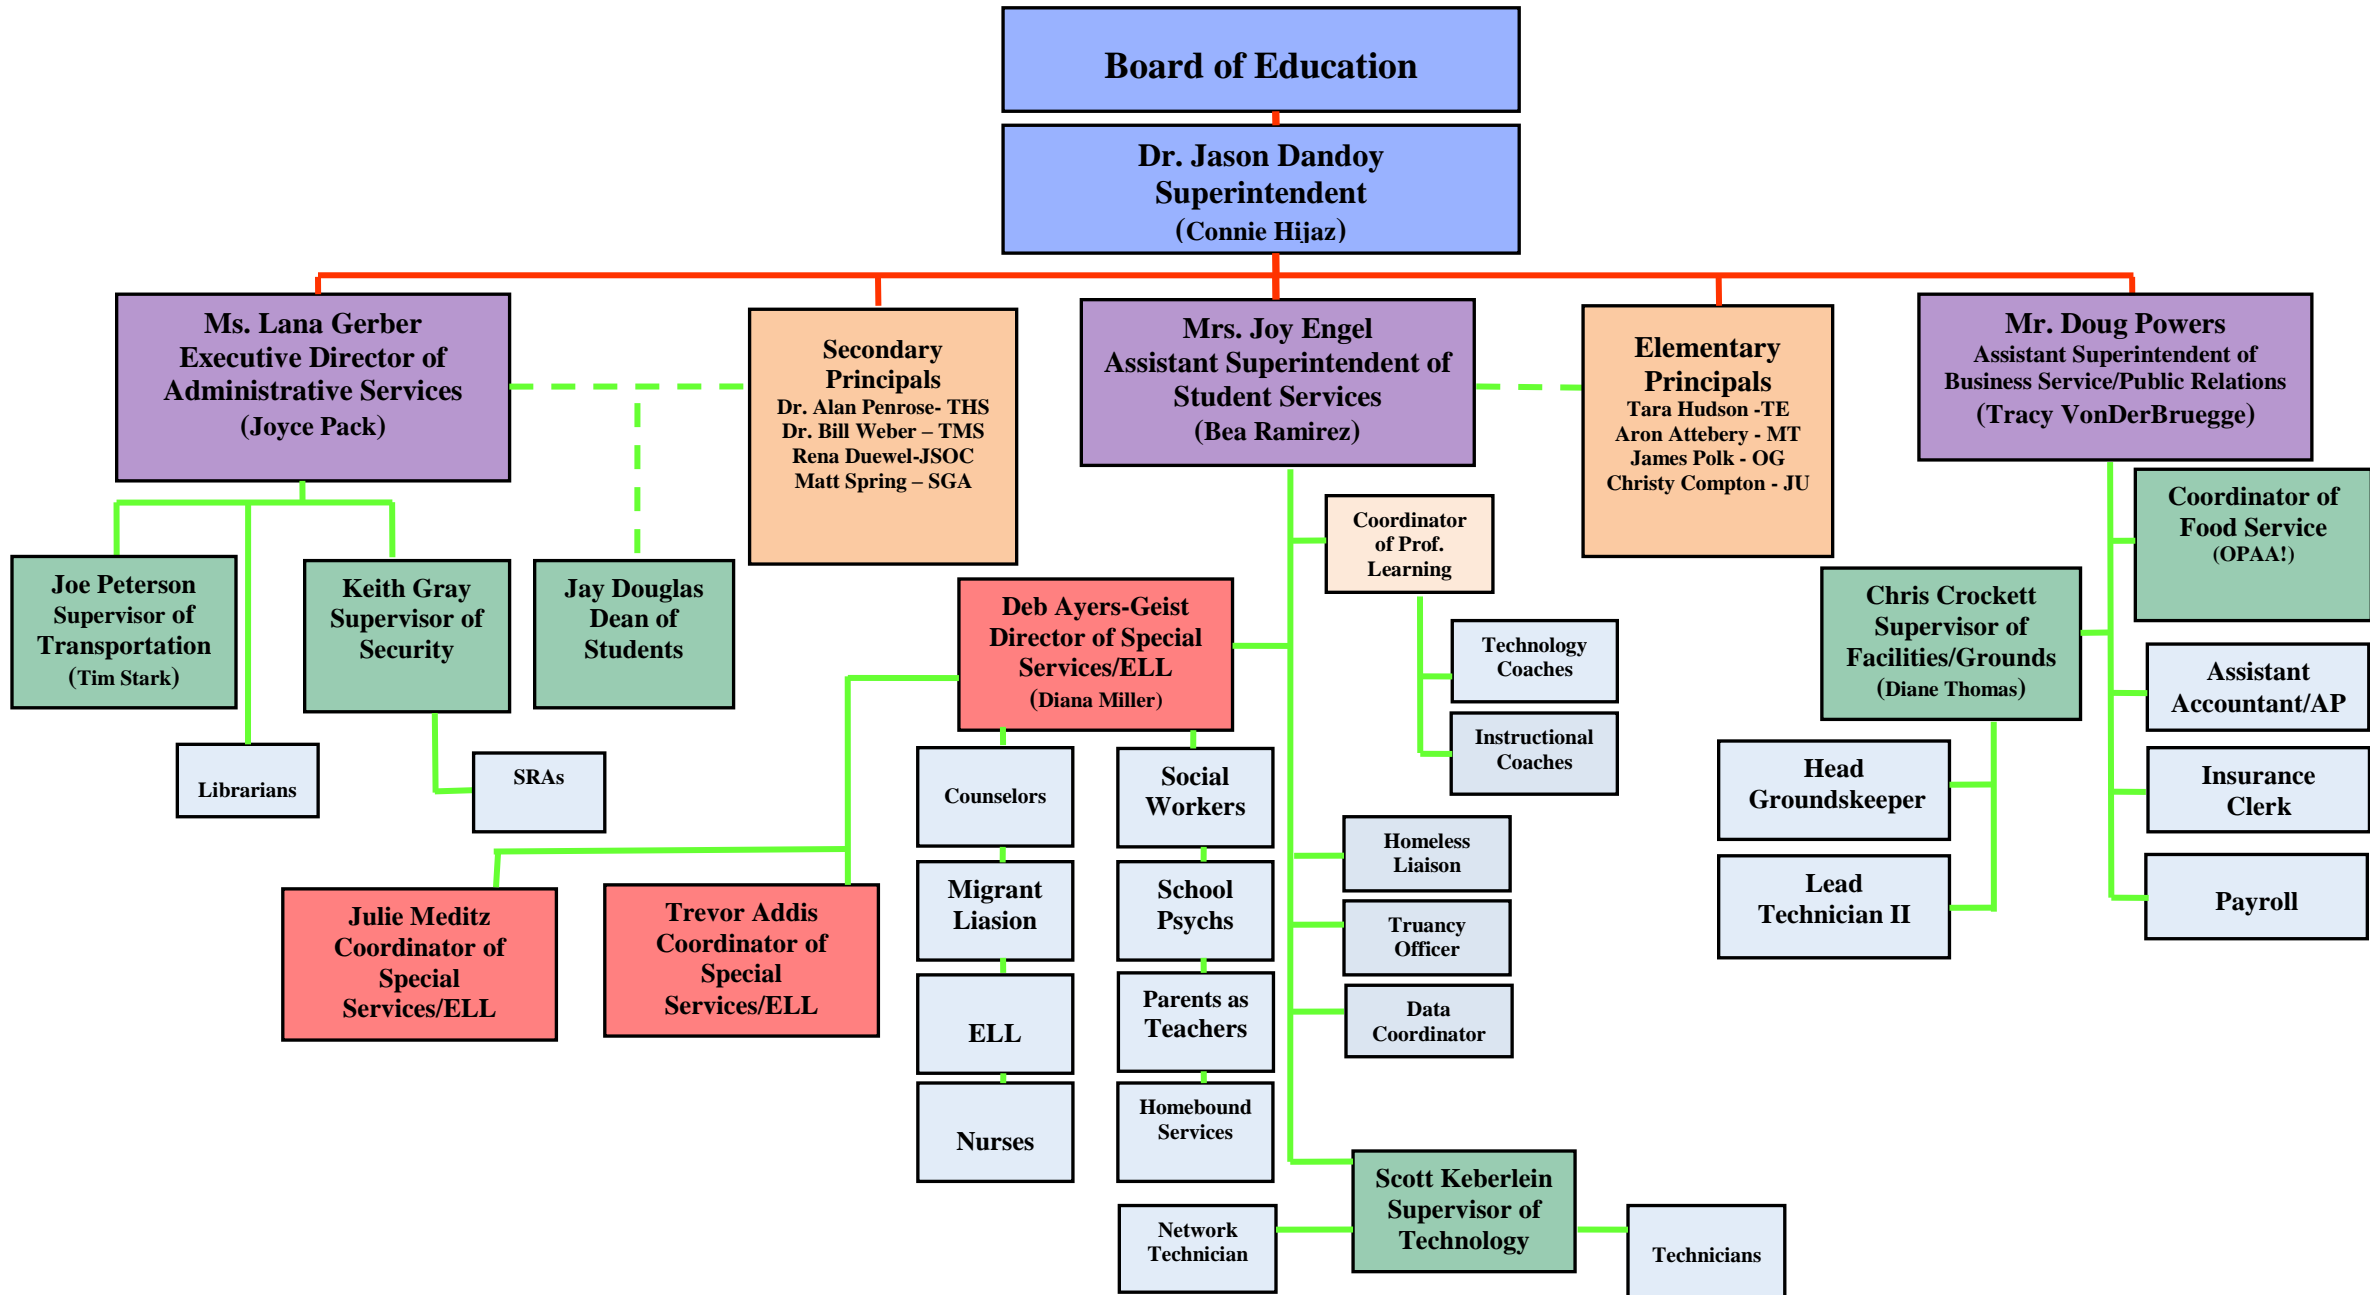 Board of Education
Dr. Jason Dandoy
Superintendent
(Connie Hijaz)
Ms. Lana Gerber
Executive Director of
Administrative Services
(Joyce Pack)
Secondary
Principals
Dr. Alan Penrose- THS
Dr. Bill Weber – TMS
Rena Duewel-JSOC
Matt Spring – SGA
Mrs. Joy Engel
Assistant Superintendent of
Student Services
(Bea Ramirez)
Elementary
Principals
Tara Hudson -TE
Aron Attebery - MT
James Polk - OG
Christy Compton - JU
Mr. Doug Powers
Assistant Superintendent of
Business Service/Public Relations
(Tracy VonDerBruegge)
Joe Peterson
Supervisor of
Transportation
(Tim Stark)
Keith Gray
Supervisor of
Security
Jay Douglas
Dean of
Students
Librarians
SRAs
Deb Ayers-Geist
Director of Special
Services/ELL
(Diana Miller)
Coordinator
of Prof.
Learning
Technology
Coaches
Instructional
Coaches
Coordinator of
Food Service
(OPAA!)
Chris Crockett
Supervisor of
Facilities/Grounds
(Diane Thomas)
Assistant
Accountant/AP
Head
Groundskeeper
Insurance
Clerk
Lead
Technician II
Payroll
Julie Meditz
Coordinator of
Special
Services/ELL
Trevor Addis
Coordinator of
Special
Services/ELL
Counselors
Migrant
Liasion
ELL
Nurses
Social
Workers
School
Psychs
Parents as
Teachers
Homebound
Services
Homeless
Liaison
Truancy
Officer
Data
Coordinator
Scott Keberlein
Supervisor of
Technology
Network
Technician
Technicians